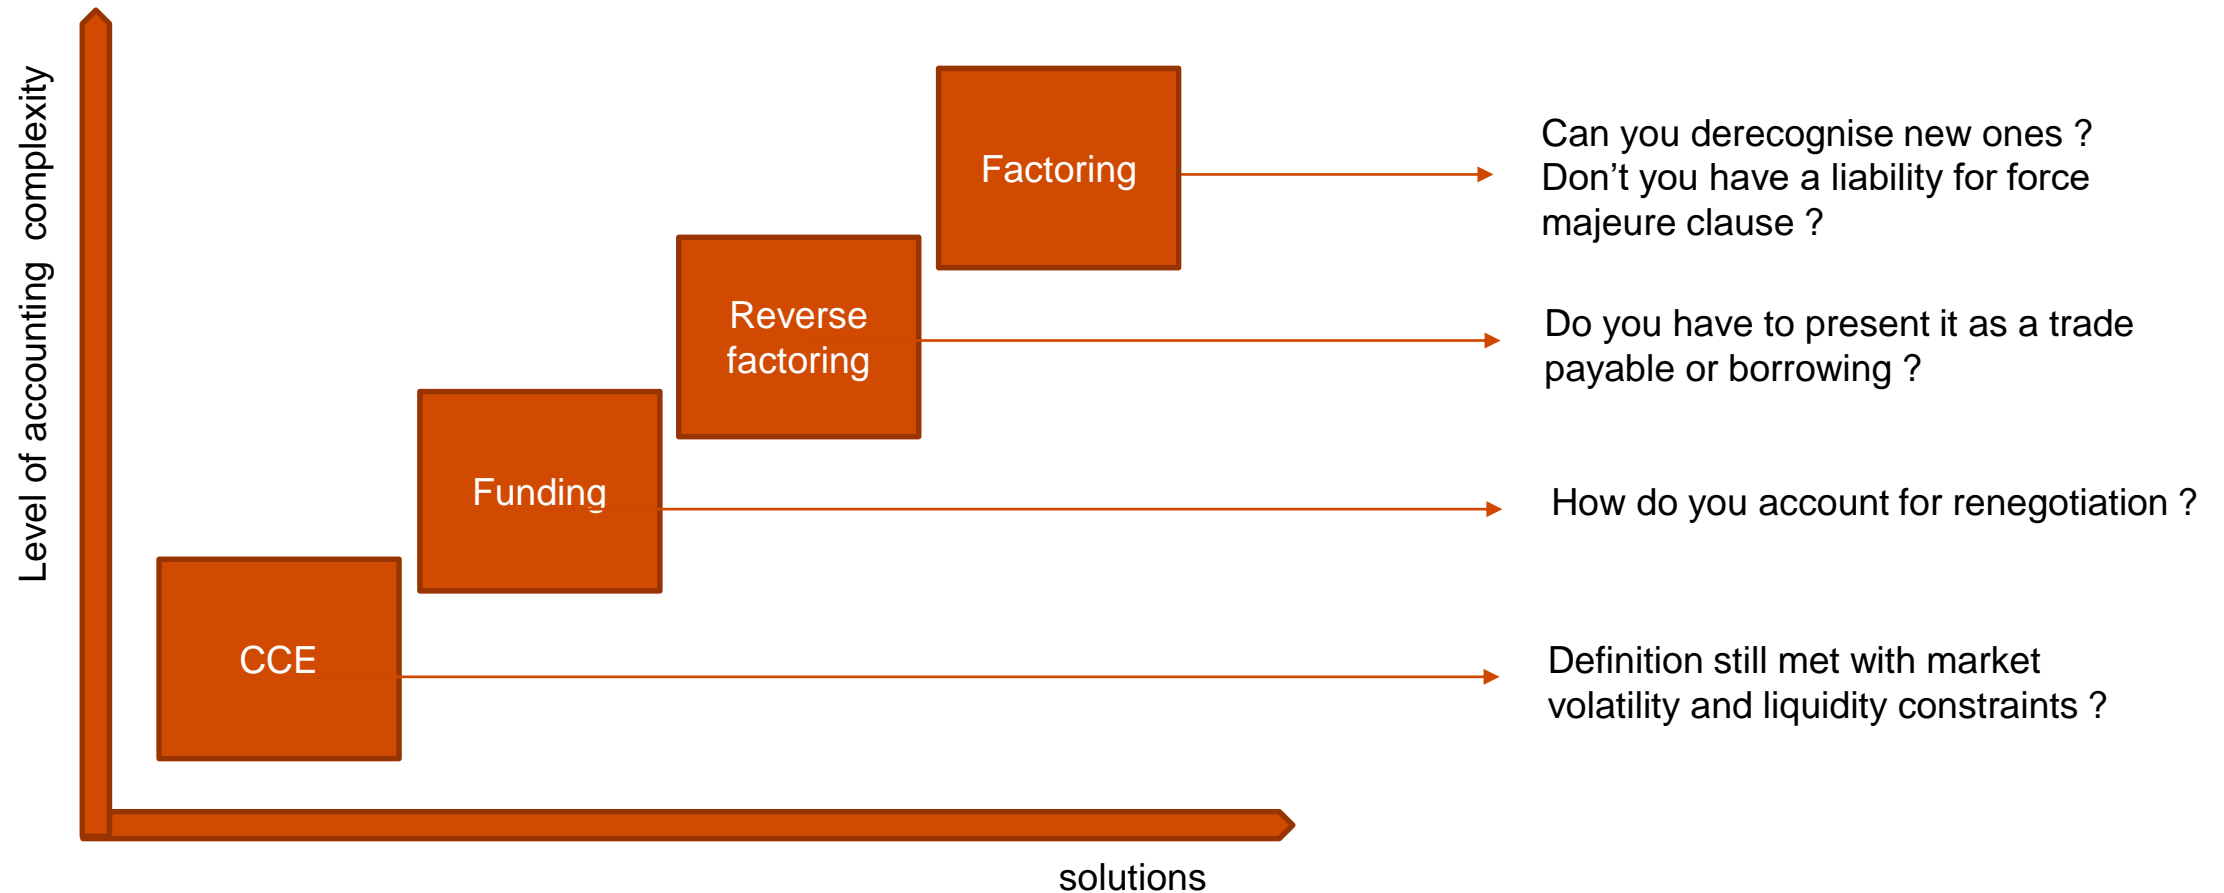 Level of accounting complexity
Factoring
Can you derecognise new ones ?
Don’t you have a liability for force
majeure clause ?
Reverse
factoring
Do you have to present it as a trade
payable or borrowing ?
Funding
How do you account for renegotiation ?
CCE
Definition still met with market
volatility and liquidity constraints ?
solutions